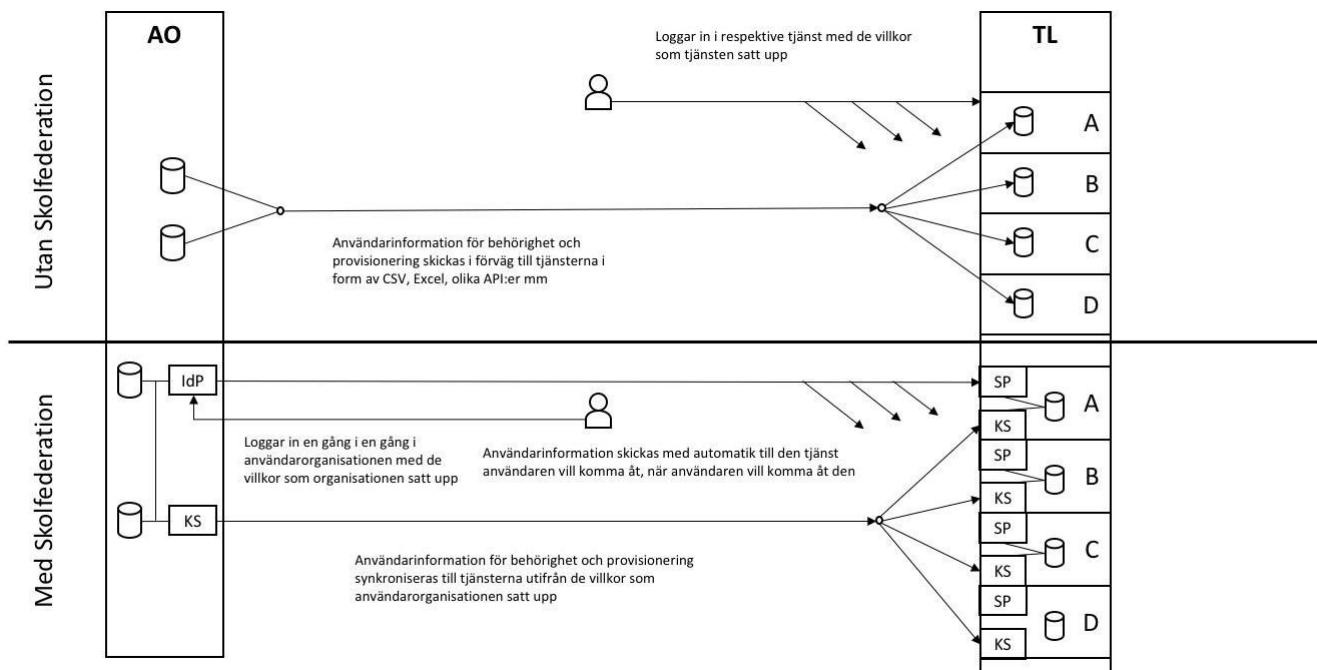 AO
TL
Utan Skolfederation
Loggar in i respektive tjänst med de villkor
som tjänsten satt upp
A
B
C
D
Användarinformation för behörighet och
provisionering skickas i förväg till tjänsterna i
form av CSV, Excel, olika API:er mm
Med Skolfederation
IdP
SP
A
KS
Loggar in en gång i en gång i
användarorganisationen med de
villkor som organisationen satt upp
Användarinformation skickas med automatik till den tjänst
användaren vill komma åt, när användaren vill komma åt den
SP
B
KS
KS
SP
C
KS
Användarinformation för behörighet och provisionering
synkroniseras till tjänsterna utifrån de villkor som
användarorganisationen satt upp
SP
D
KS